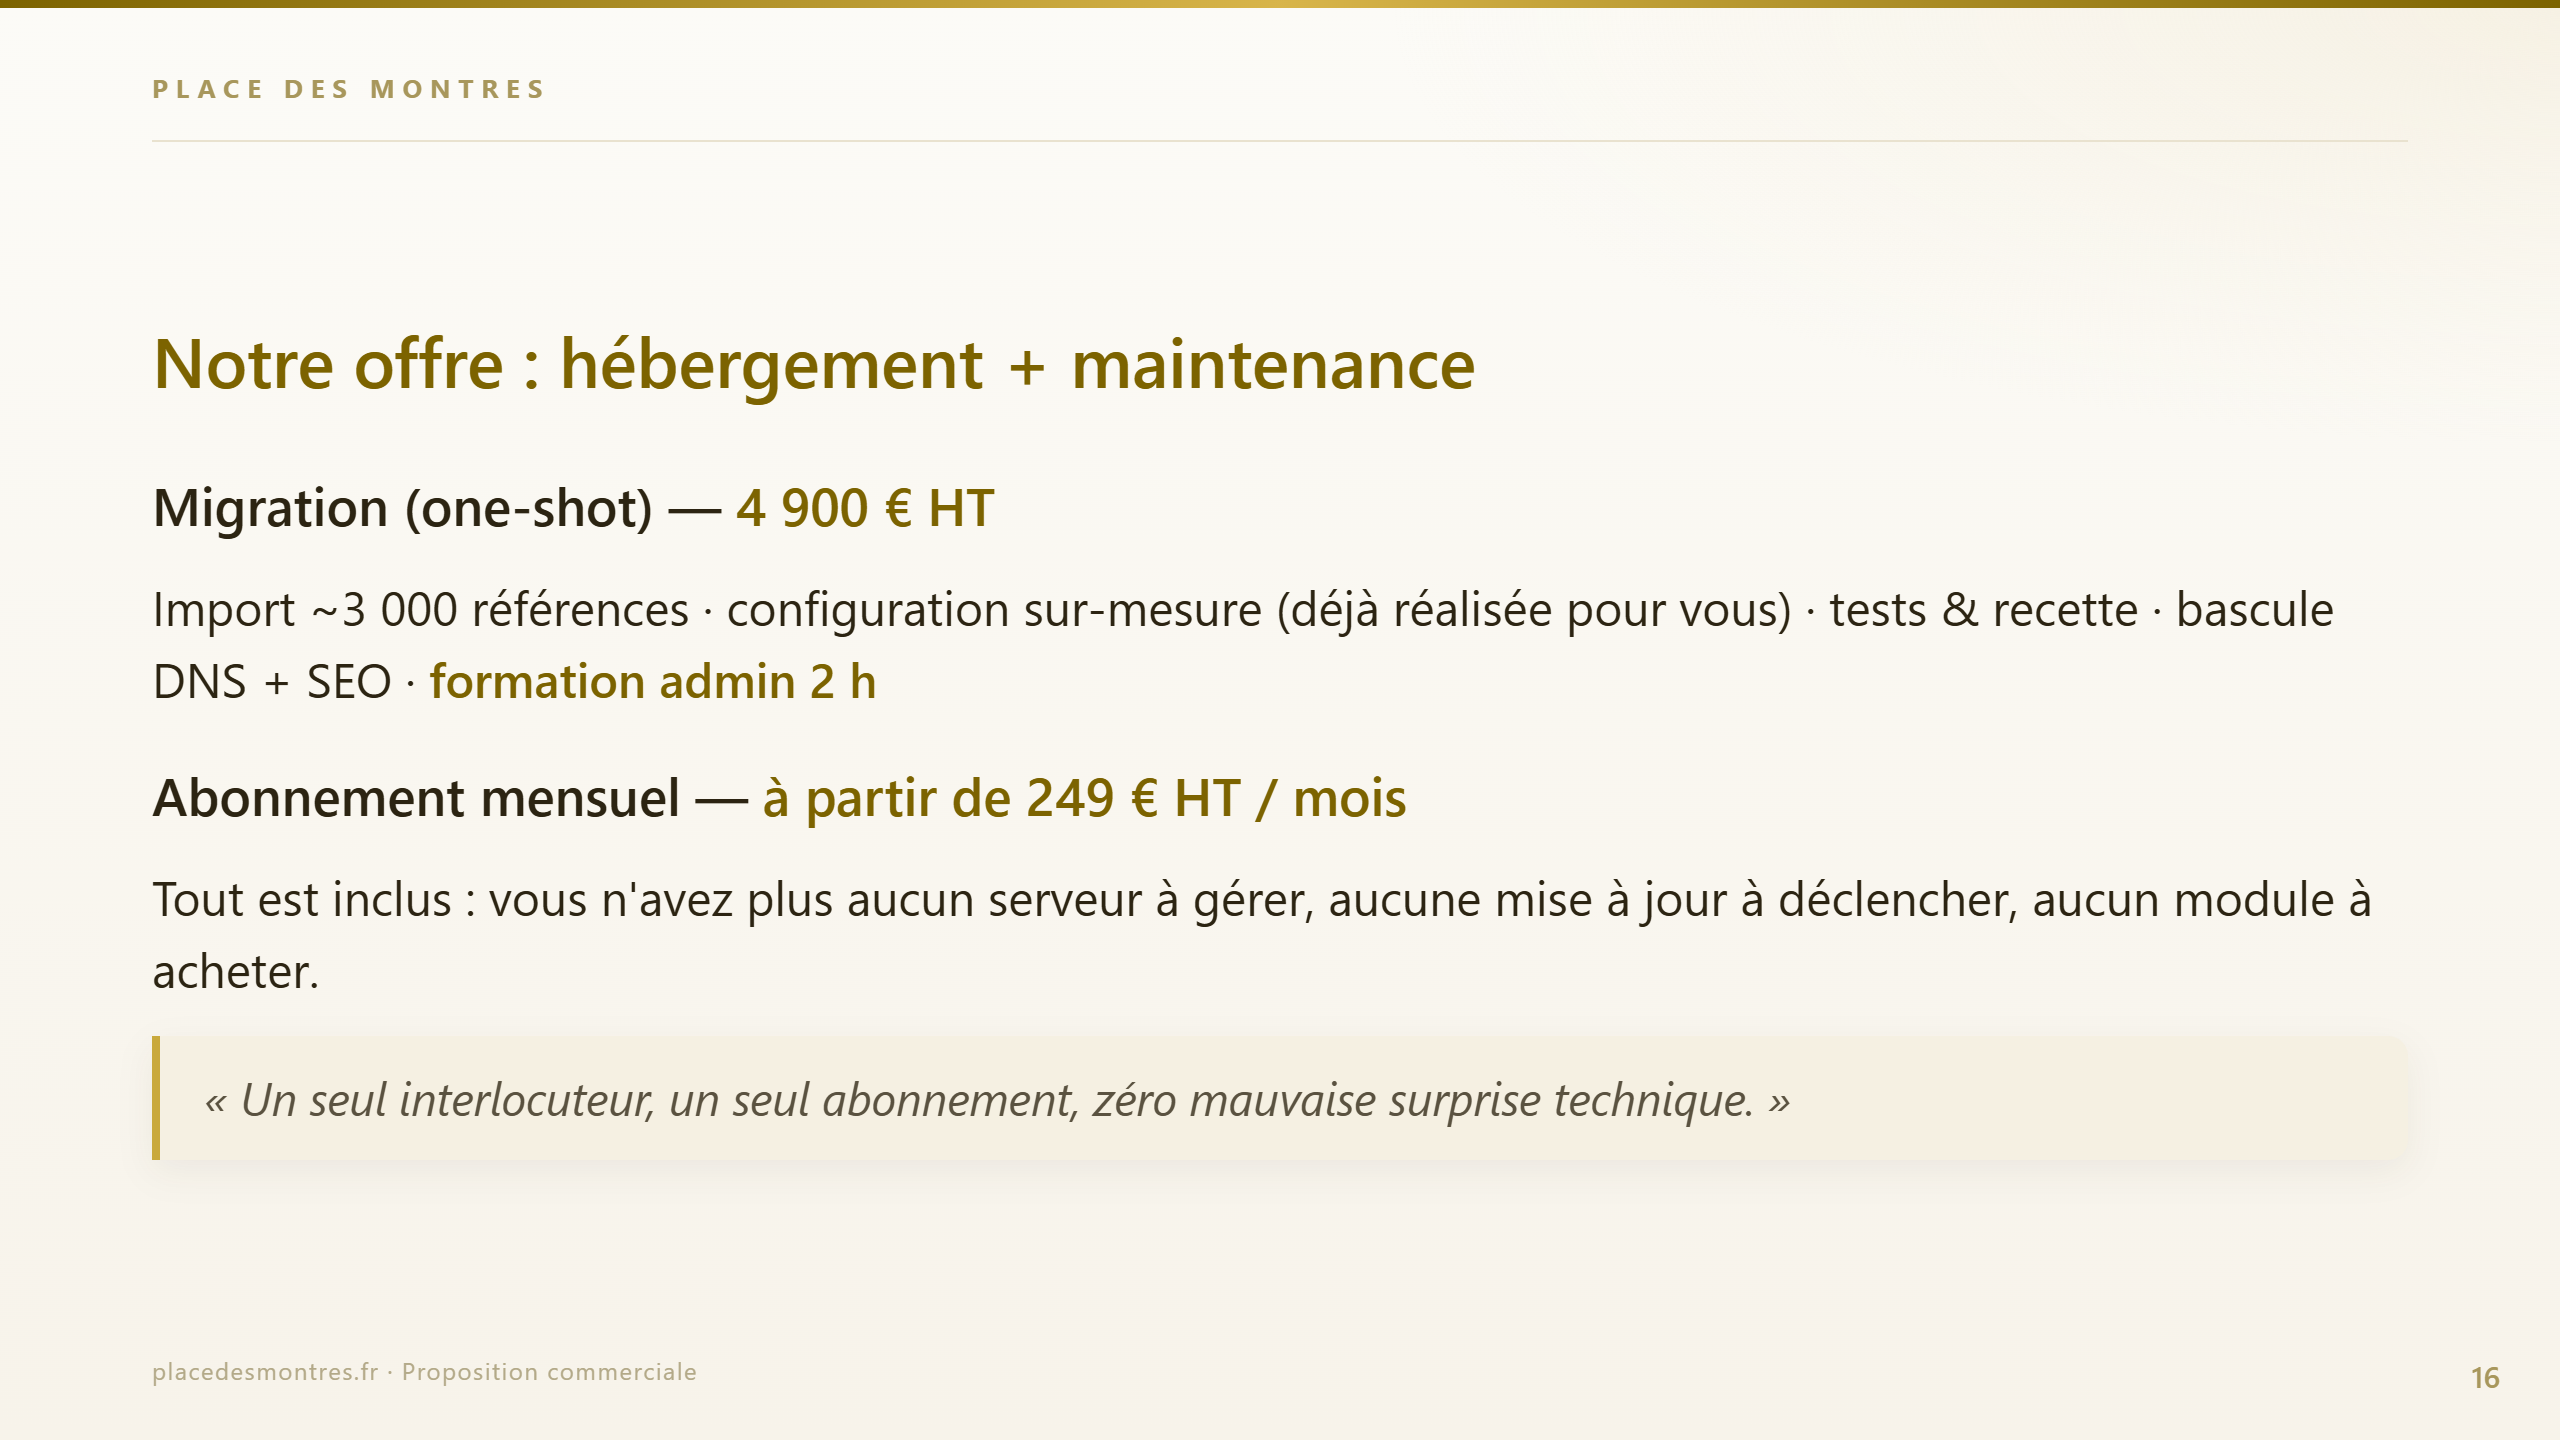 PLACE DES MONTRES
Notre offre : hébergement + maintenance
Migration (one-shot) — 4 900 € HT
Import ~3 000 références · configuration sur-mesure (déjà réalisée pour vous) · tests & recette · bascule
DNS + SEO · formation admin 2 h
Abonnement mensuel — à partir de 249 € HT / mois
Tout est inclus : vous n'avez plus aucun serveur à gérer, aucune mise à jour à déclencher, aucun module à
acheter.
« Un seul interlocuteur, un seul abonnement, zéro mauvaise surprise technique. »
placedesmontres.fr · Proposition commerciale
16